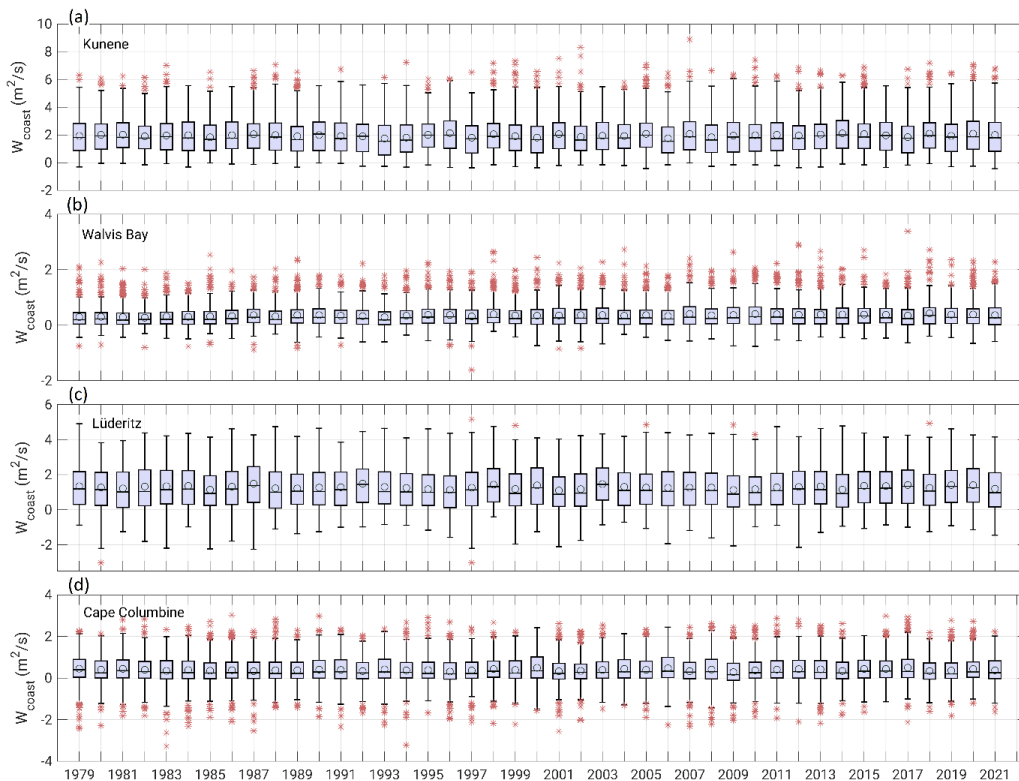 (a)
10
Kunene
8
6
4
2
0
-2
W_coast (m²/s)
(b)
4
Walvis Bay
2
0
-2
W_coast (m²/s)
(c)
6
Lüderitz
4
2
0
-2
W_coast (m²/s)
(d)
4
Cape Columbine
2
0
-2
-4
W_coast (m²/s)
1979 1981 1983 1985 1987 1989 1991 1993 1995 1997 1999 2001 2003 2005 2007 2009 2011 2013 2015 2017 2019 2021